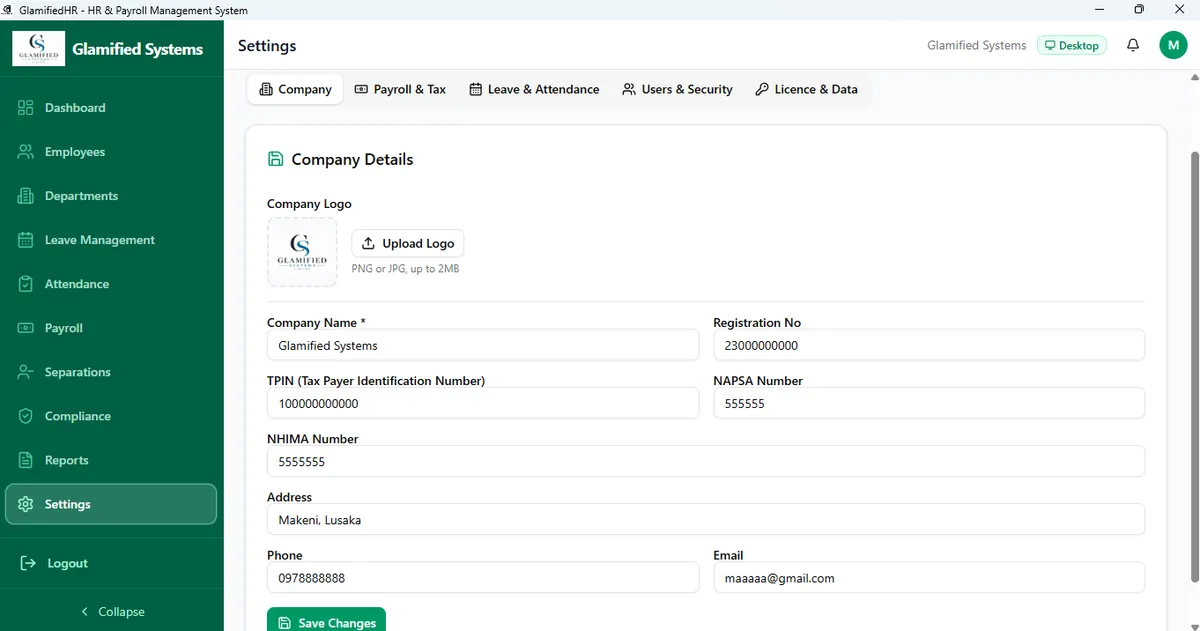 GlamifiedHR - HR & Payroll Management System
GLAMIFIED
Glamified Systems
Settings
Glamified Systems
Desktop
M
Dashboard
Employees
Departments
Leave Management
Attendance
Payroll
Separations
Compliance
Reports
Settings
Logout
Collapse
Company
Payroll & Tax
Leave & Attendance
Users & Security
Licence & Data
Company Details
Company Logo
GLAMIFIED
SYSTEMS
Upload Logo
PNG or JPG, up to 2MB
Company Name *
Glamified Systems
Registration No
23000000000
TPIN (Tax Payer Identification Number)
100000000000
NAPSA Number
555555
NHIMA Number
5555555
Address
Makeni, Lusaka
Phone
0978888888
Email
maaaaa@gmail.com
Save Changes